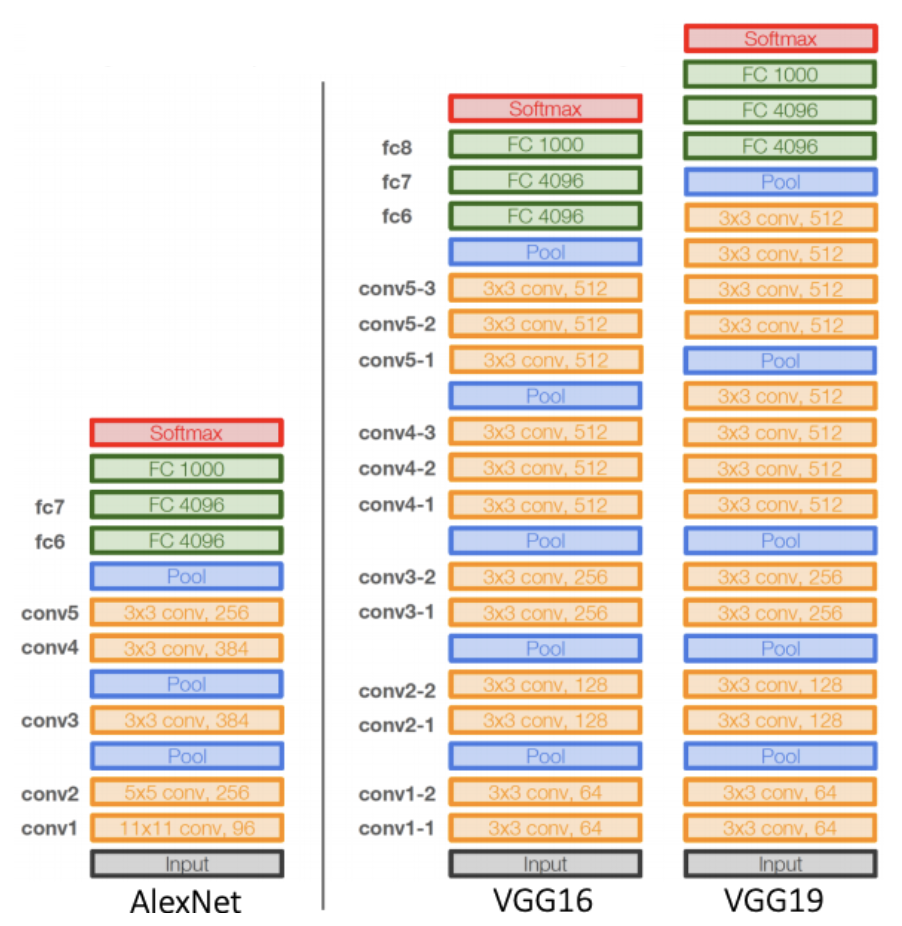 Softmax
FC 1000
fc7 FC 4096
fc6 FC 4096
Pool
conv5 3x3 conv, 256
conv4 3x3 conv, 384
Pool
conv3 3x3 conv, 384
Pool
conv2 5x5 conv, 256
conv1 11x11 conv, 96
Input
AlexNet
Softmax
fc8 FC 1000
fc7 FC 4096
fc6 FC 4096
Pool
conv5-3 3x3 conv, 512
conv5-2 3x3 conv, 512
conv5-1 3x3 conv, 512
Pool
conv4-3 3x3 conv, 512
conv4-2 3x3 conv, 512
conv4-1 3x3 conv, 512
Pool
conv3-2 3x3 conv, 256
conv3-1 3x3 conv, 256
Pool
conv2-2 3x3 conv, 128
conv2-1 3x3 conv, 128
Pool
conv1-2 3x3 conv, 64
conv1-1 3x3 conv, 64
Input
VGG16
Softmax
FC 1000
FC 4096
FC 4096
Pool
3x3 conv, 512
3x3 conv, 512
3x3 conv, 512
3x3 conv, 512
Pool
3x3 conv, 512
3x3 conv, 512
3x3 conv, 512
3x3 conv, 512
Pool
3x3 conv, 256
3x3 conv, 256
Pool
3x3 conv, 128
3x3 conv, 128
Pool
3x3 conv, 64
3x3 conv, 64
Input
VGG19